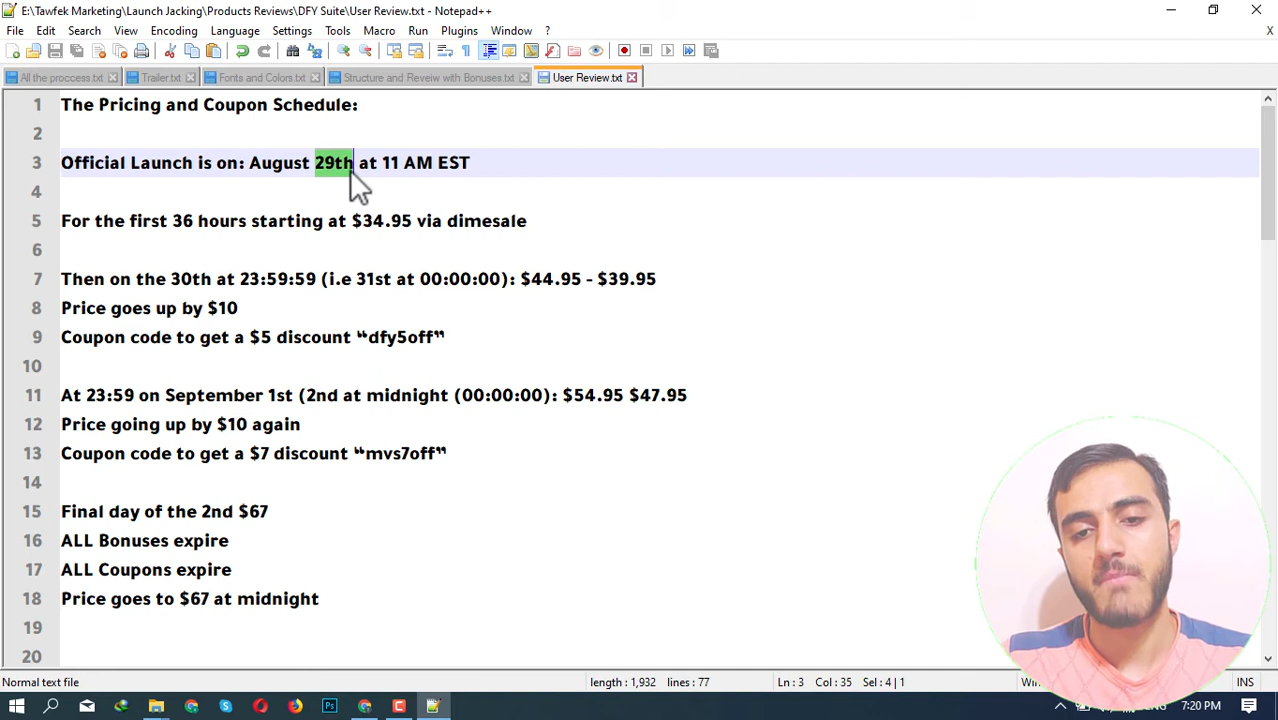 E:\Tawfek Marketing\Launch Jacking\Products Reviews\DFY Suite\User Review.txt - Notepad++
File Edit Search View Encoding Language Settings Tools Macro Run Plugins Window ? X
All the proccess.txt Trailer.txt Fonts and Colors.txt Structure and Reveiw with Bonuses.txt User Review.txt
1 The Pricing and Coupon Schedule:
2
3 Official Launch is on: August 29th at 11 AM EST
4
5 For the first 36 hours starting at $34.95 via dimesale
6
7 Then on the 30th at 23:59:59 (i.e 31st at 00:00:00): $44.95 - $39.95
8 Price goes up by $10
9 Coupon code to get a $5 discount “dfy5off”
10
11 At 23:59 on September 1st (2nd at midnight (00:00:00): $54.95 $47.95
12 Price going up by $10 again
13 Coupon code to get a $7 discount “mvs7off”
14
15 Final day of the 2nd $67
16 ALL Bonuses expire
17 ALL Coupons expire
18 Price goes to $67 at midnight
19
20
Normal text file length : 1,932 lines : 77 Ln : 3 Col : 35 Sel : 4 | 1 INS
7:20 PM